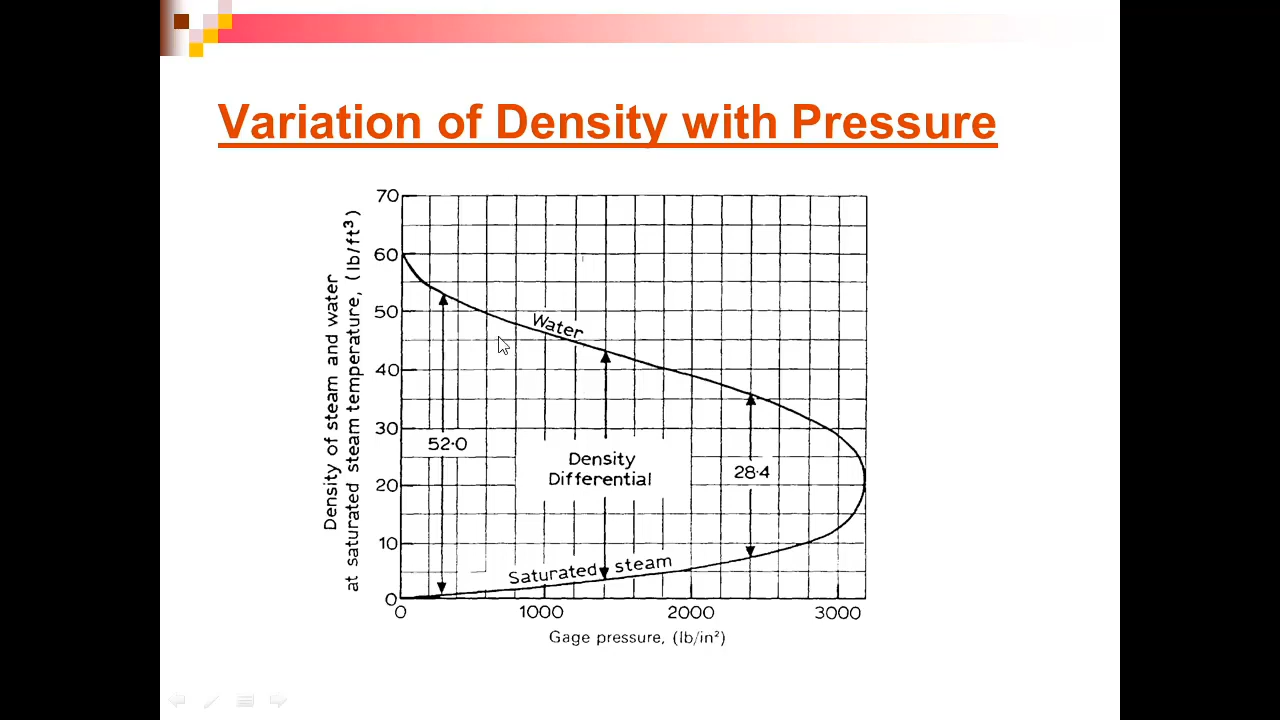 Variation of Density with Pressure
Density of steam and water
at saturated steam temperature, (lb/ft³)
70
60
50
40
30
20
10
0
Water
52·0
Density
Differential
28·4
Saturated steam
0
1000
2000
3000
Gage pressure, (lb/in²)